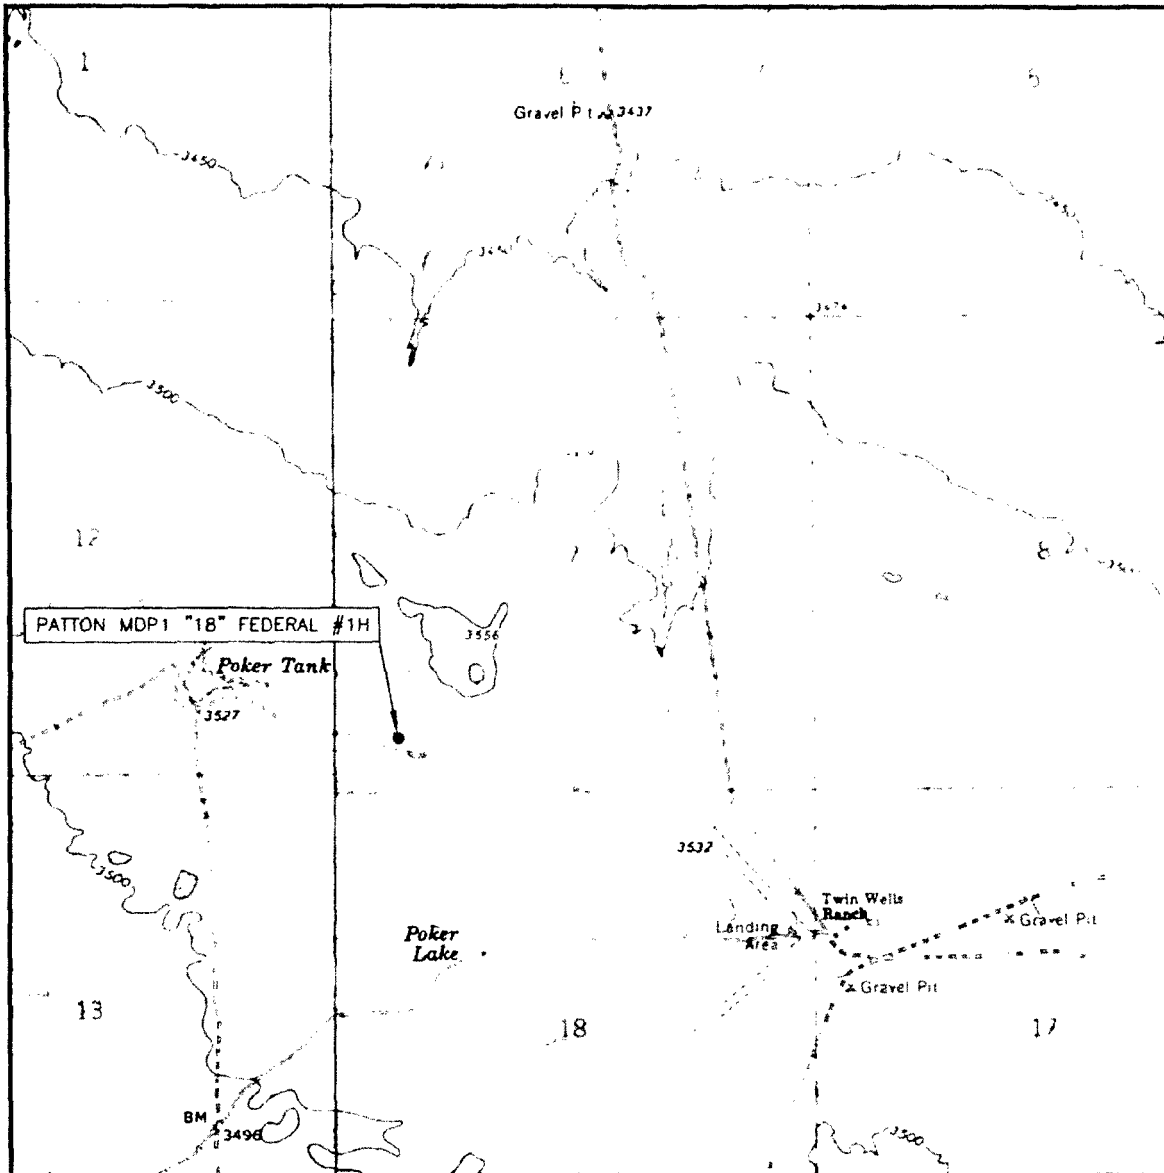 1
5
Gravel Pit 3437
3450
3500
12
8
PATTON MDP1 "18" FEDERAL #1H
3556
Poker Tank
3527
3532
3500
Twin Wells
Ranch
Landing
Area
Gravel Pit
Poker
Lake
Gravel Pit
13
18
17
BM
3496
3500